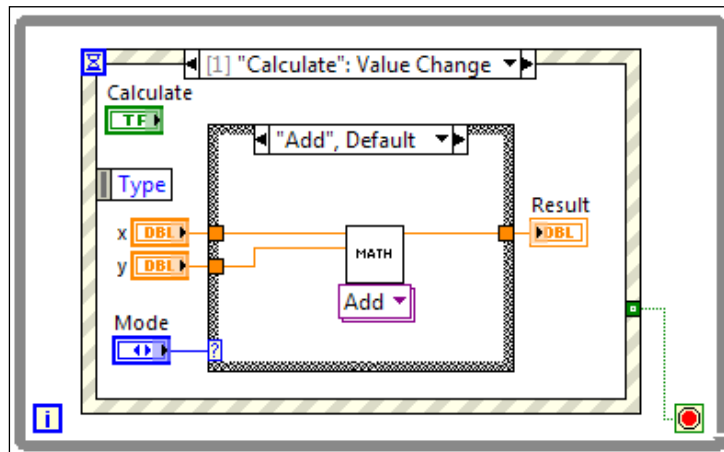 [1] "Calculate": Value Change
Calculate
TF
"Add", Default
Type
Result
x DBL
DBL
y DBL
MATH
Add
Mode
?
i